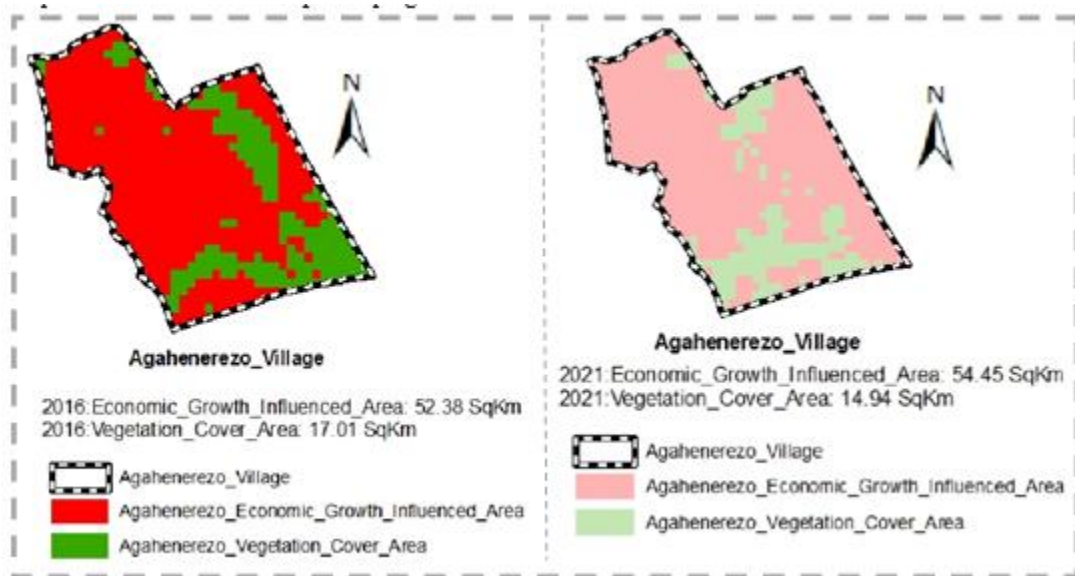 N
Agahenerezo_Village
2016:Economic_Growth_Influenced_Area: 52.38 SqKm
2016:Vegetation_Cover_Area: 17.01 SqKm
Agahenerezo_Village
Agahenerezo_Economic_Growth_Influenced_Area
Agahenerezo_Vegetation_Cover_Area
N
Agahenerezo_Village
2021:Economic_Growth_Influenced_Area: 54.45 SqKm
2021:Vegetation_Cover_Area: 14.94 SqKm
Agahenerezo_Village
Agahenerezo_Economic_Growth_Influenced_Area
Agahenerezo_Vegetation_Cover_Area